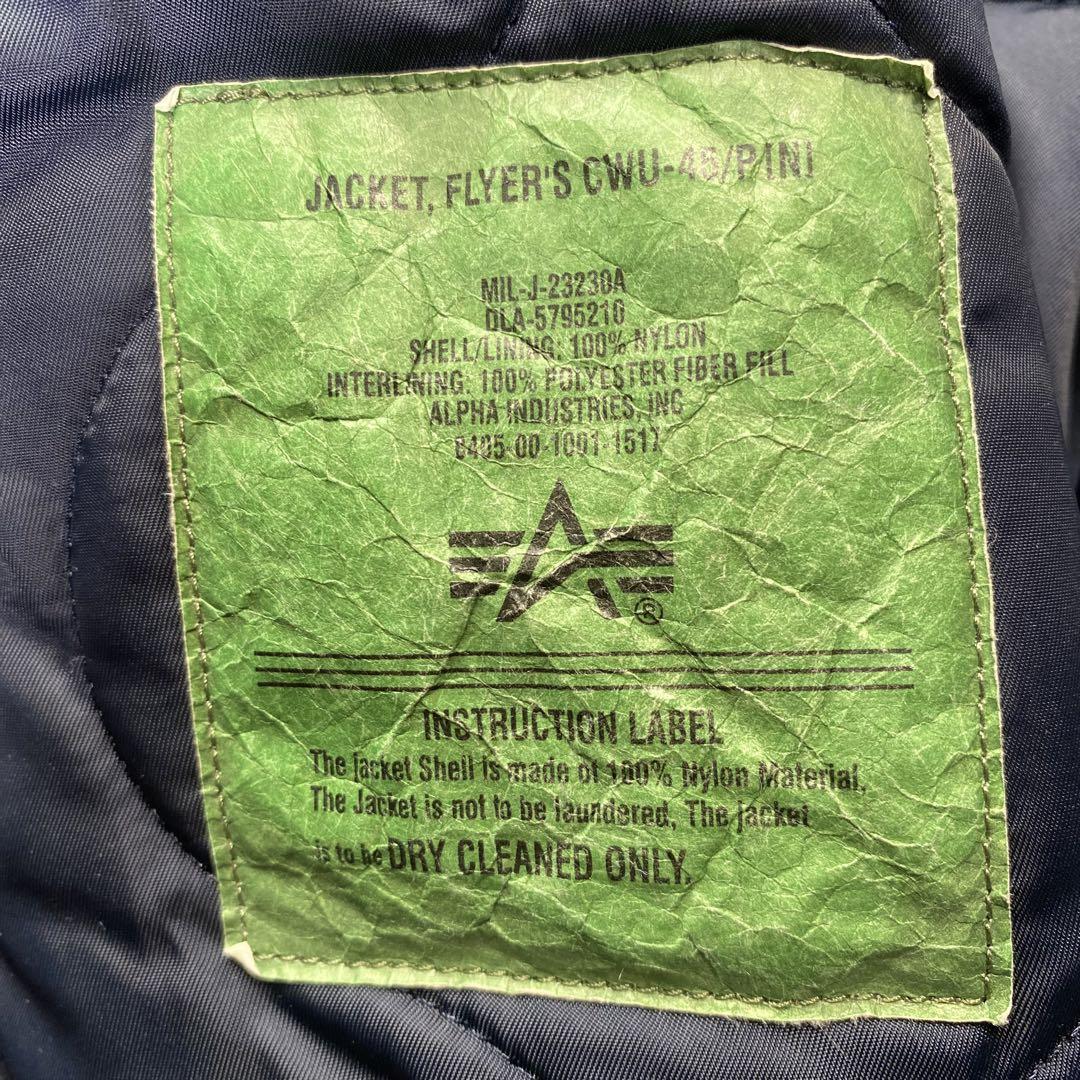 JACKET, FLYER'S CWU-45/P (N)
MIL-J-23230A
DLA-5795210
SHELL/LINING: 100% NYLON
INTERLINING: 100% POLYESTER FIBER FILL
ALPHA INDUSTRIES, INC
8405-00-1001-151X
®
INSTRUCTION LABEL
The jacket Shell is made of 100% Nylon Material,
The Jacket is not to be laundered, The jacket
is to be DRY CLEANED ONLY.